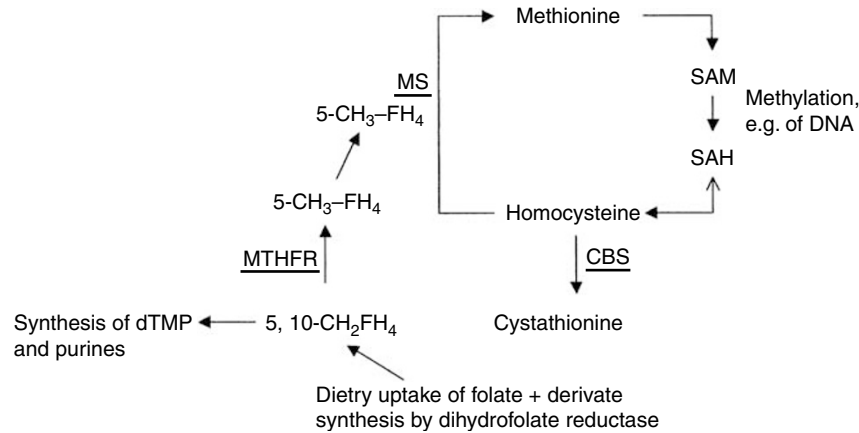 Methionine
MS
SAM
5-CH₃–FH₄
Methylation,
e.g. of DNA
SAH
5-CH₃–FH₄
Homocysteine
MTHFR
CBS
Synthesis of dTMP
and purines
5, 10-CH₂FH₄
Cystathionine
Dietry uptake of folate + derivate
synthesis by dihydrofolate reductase